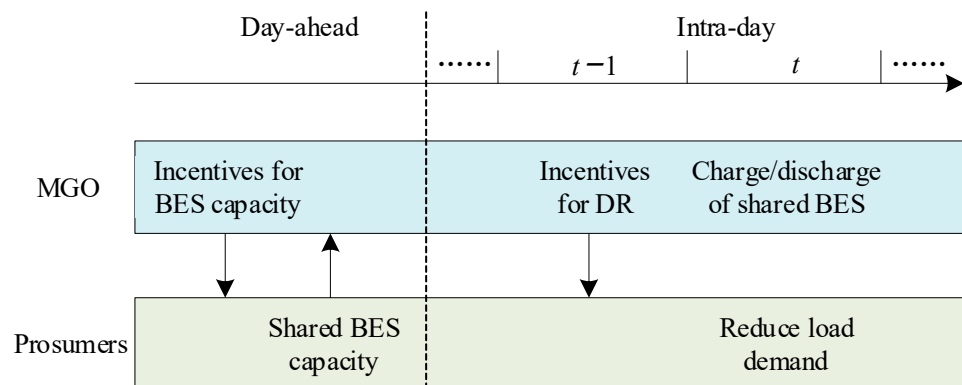 Day-ahead
Intra-day
······
t−1
t
······
MGO
Incentives for
BES capacity
Incentives
for DR
Charge/discharge
of shared BES
Prosumers
Shared BES
capacity
Reduce load
demand